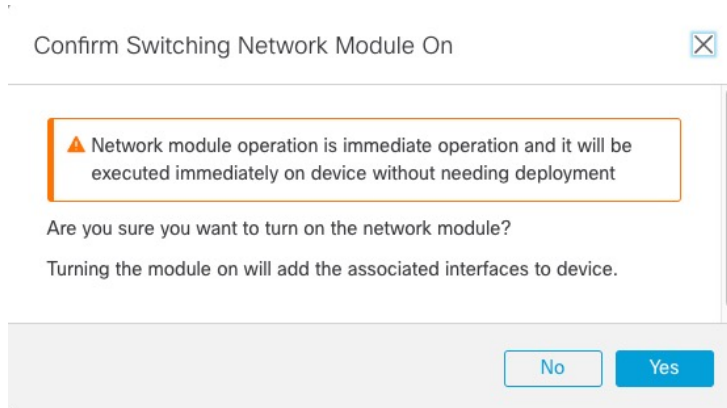 Confirm Switching Network Module On
Network module operation is immediate operation and it will be
executed immediately on device without needing deployment
Are you sure you want to turn on the network module?
Turning the module on will add the associated interfaces to device.
No
Yes